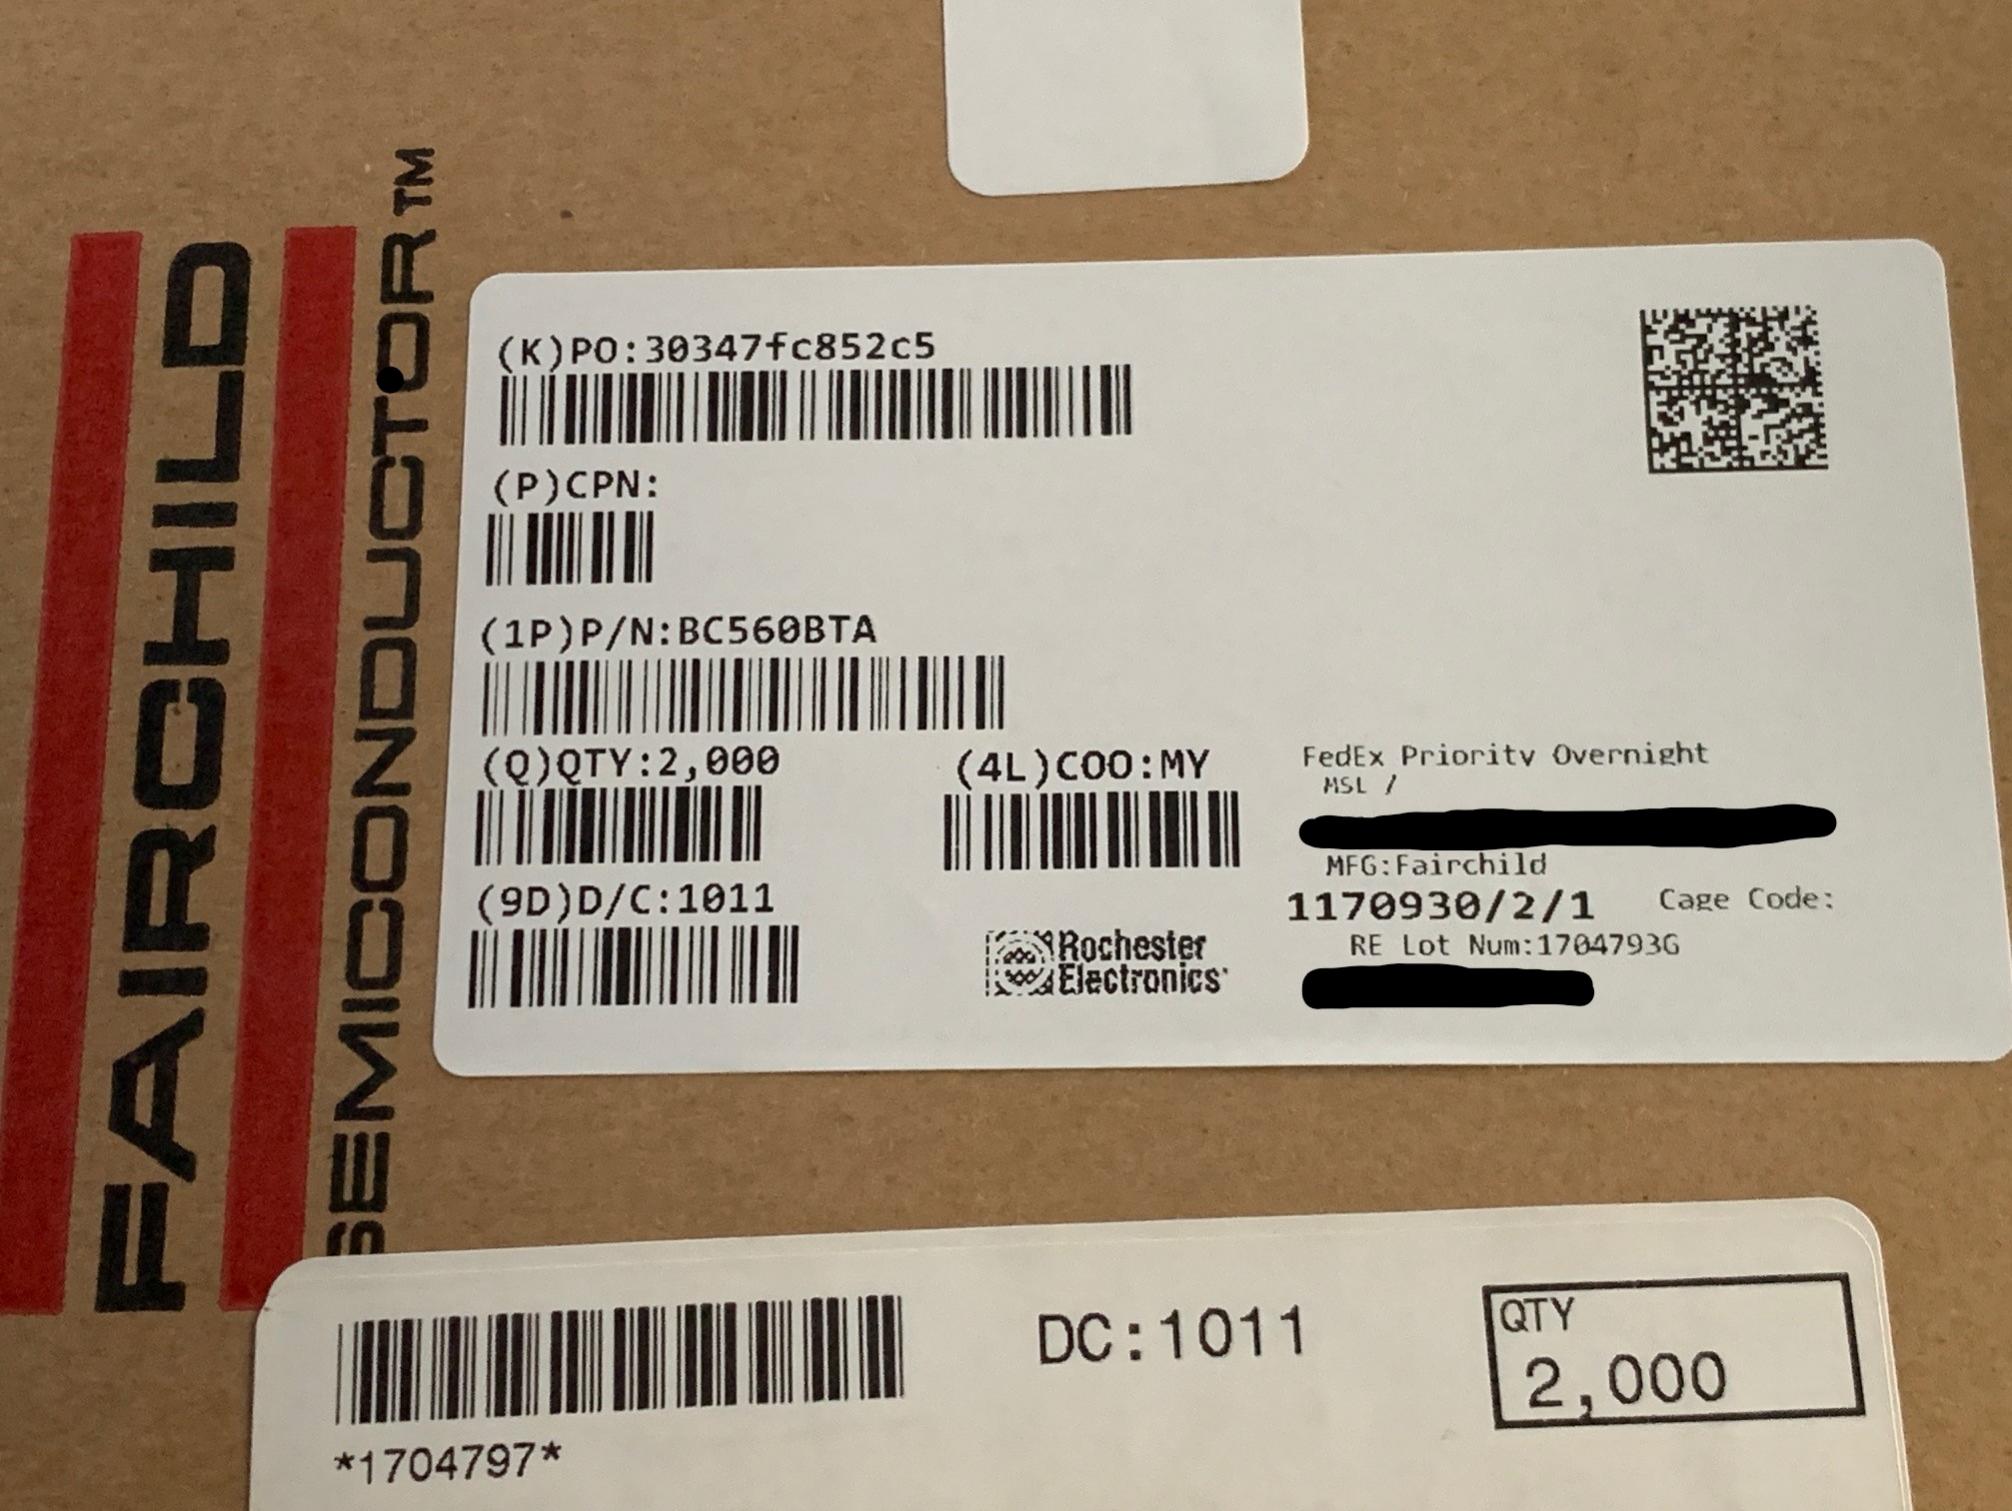 FAIRCHILD
SEMICONDUCTOR™
(K)PO:30347fc852c5
(P)CPN:
(1P)P/N:BC560BTA
(Q)QTY:2,000
(4L)COO:MY
(9D)D/C:1011
FedEx Priority Overnight
MSL /
MFG:Fairchild
1170930/2/1 Cage Code:
RE Lot Num:1704793G
Rochester
Electronics
*1704797*
DC:1011
QTY
2,000